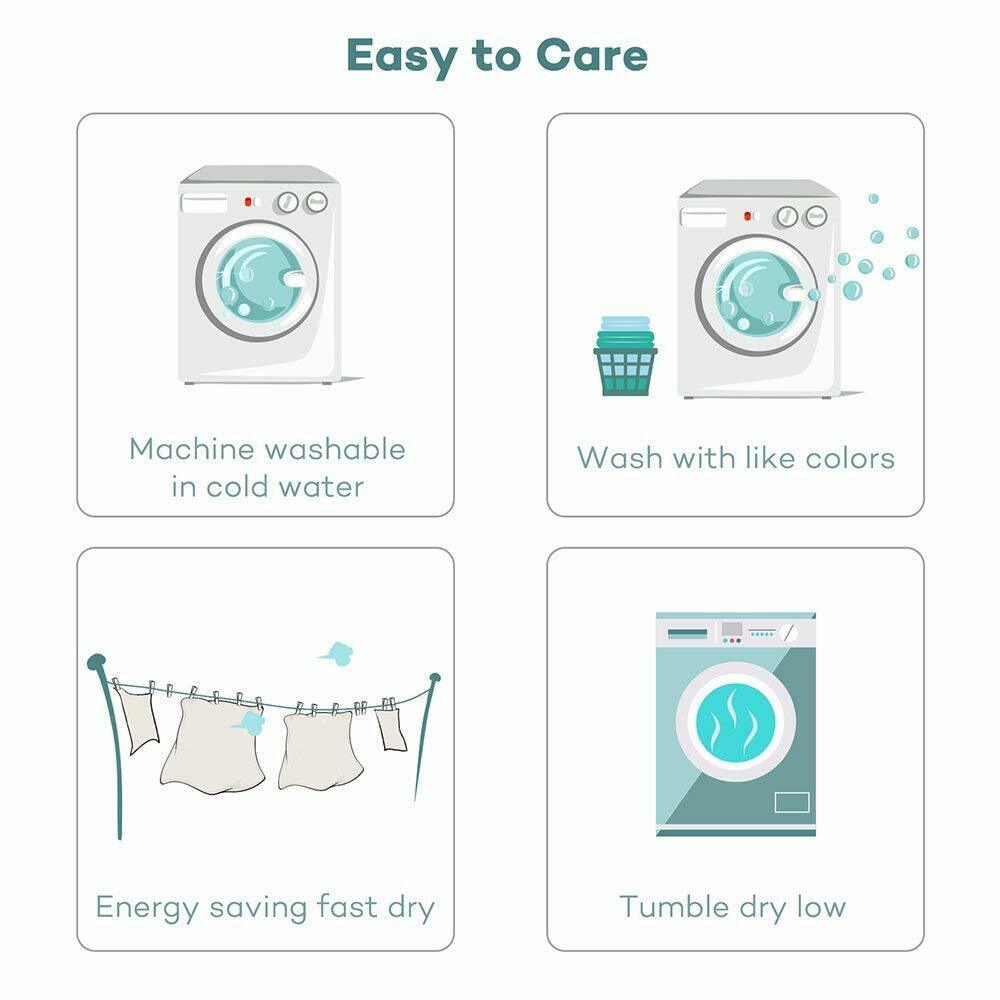 Easy to Care
Machine washable
in cold water
Wash with like colors
Energy saving fast dry
Tumble dry low